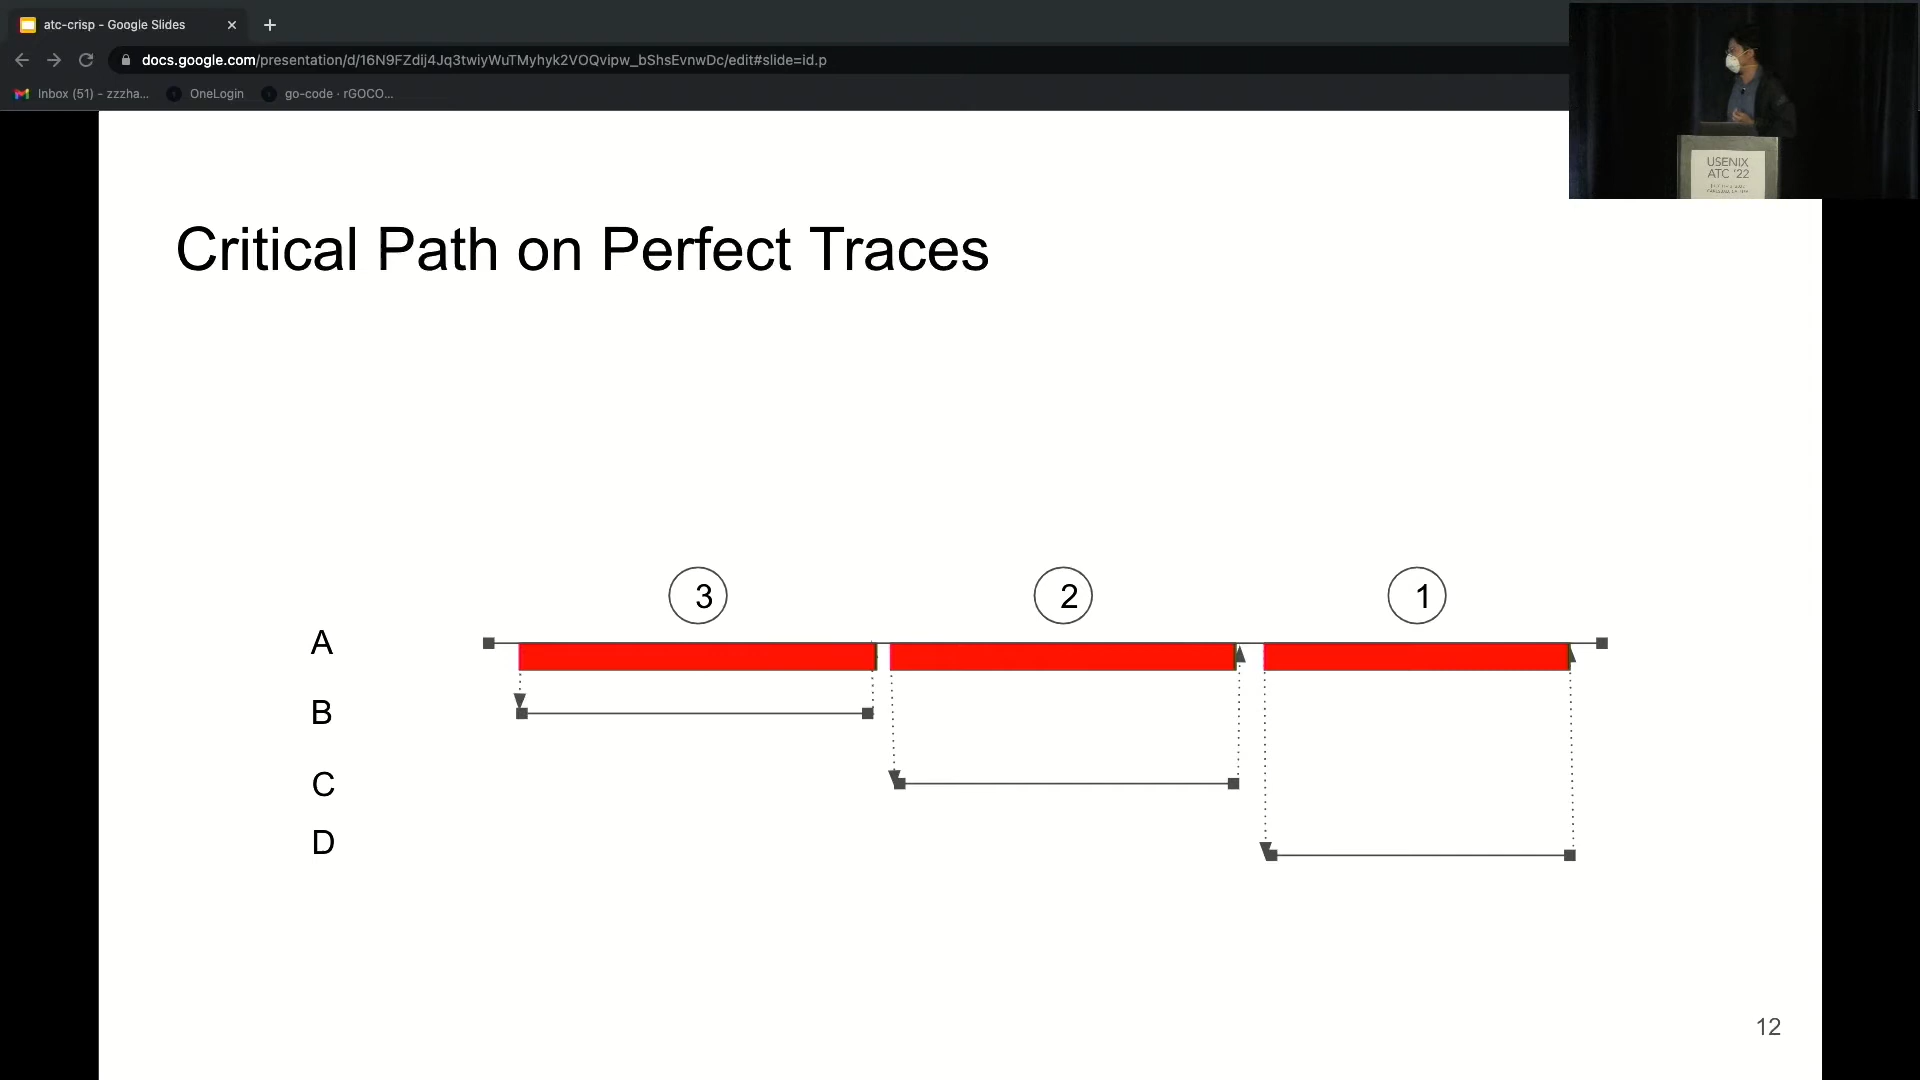 atc-crisp - Google Slides
docs.google.com/presentation/d/16N9FZdij4Jq3twiyWuTMyhyk2VOQvipw_bShsEvnwDc/edit#slide=id.p
Inbox (51) - zzzha...
OneLogin
go-code · rGOCO...
USENIX
ATC '22
Critical Path on Perfect Traces
3
2
1
A
B
C
D
12